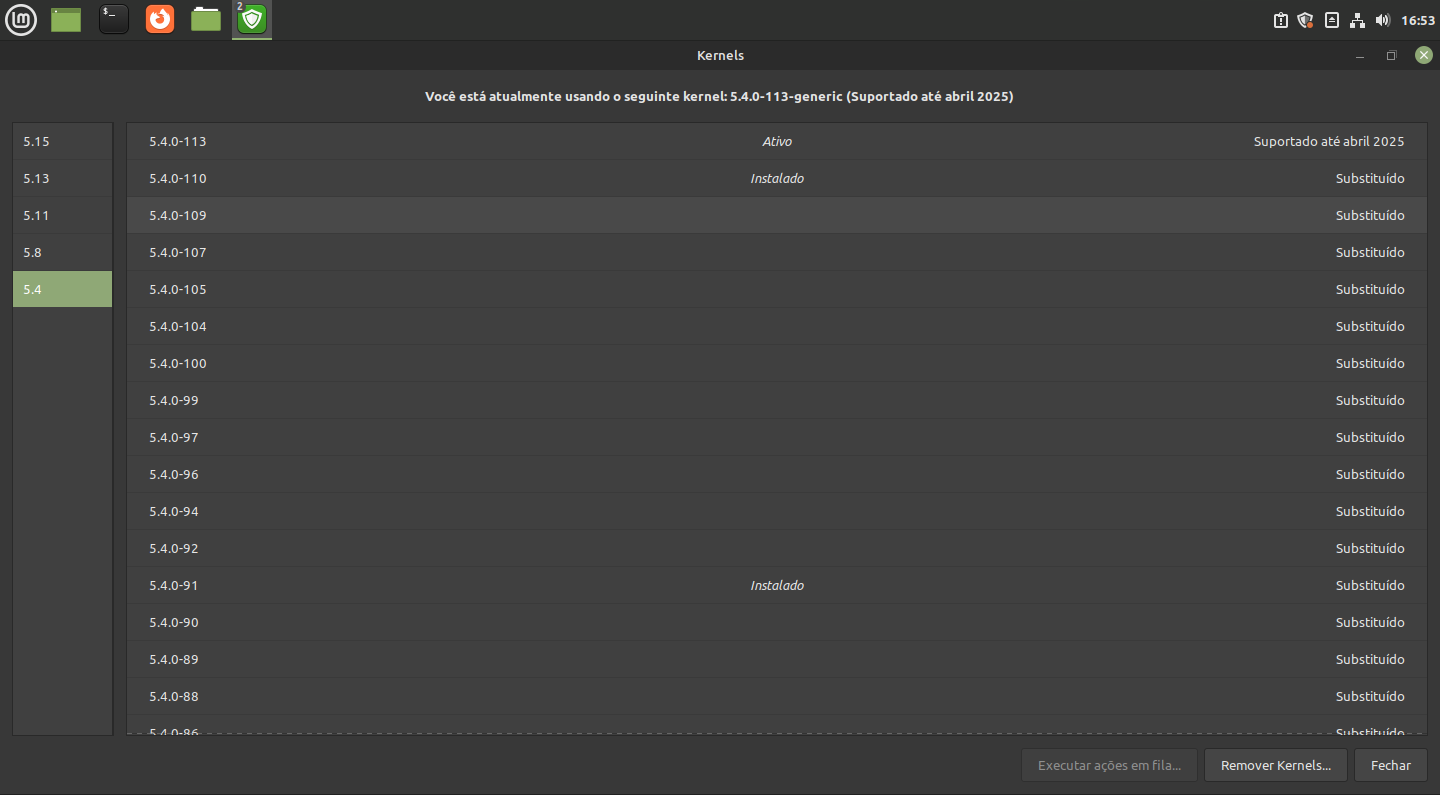 2
16:53
Kernels
Você está atualmente usando o seguinte kernel: 5.4.0-113-generic (Suportado até abril 2025)
5.15
5.13
5.11
5.8
5.4
5.4.0-113 Ativo Suportado até abril 2025
5.4.0-110 Instalado Substituído
5.4.0-109 Substituído
5.4.0-107 Substituído
5.4.0-105 Substituído
5.4.0-104 Substituído
5.4.0-100 Substituído
5.4.0-99 Substituído
5.4.0-97 Substituído
5.4.0-96 Substituído
5.4.0-94 Substituído
5.4.0-92 Substituído
5.4.0-91 Instalado Substituído
5.4.0-90 Substituído
5.4.0-89 Substituído
5.4.0-88 Substituído
5.4.0-86 Substituído
Executar ações em fila... Remover Kernels... Fechar